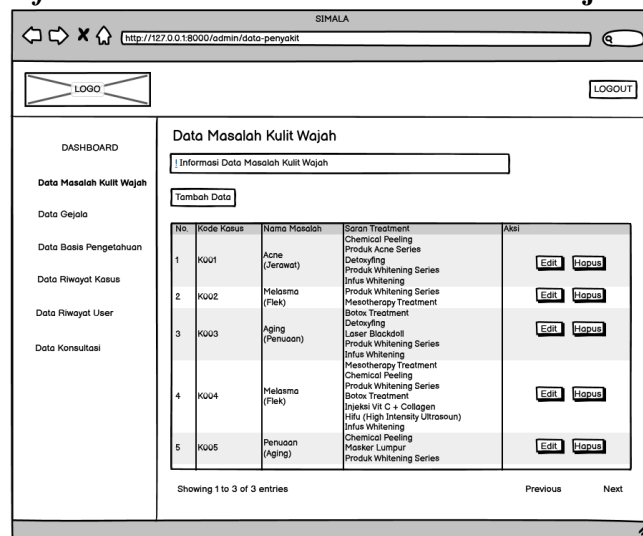 SIMALA
http://127.0.0.1:8000/admin/data-penyakit
LOGO
LOGOUT
DASHBOARD
Data Masalah Kulit Wajah
Data Gejala
Data Basis Pengetahuan
Data Riwayat Kasus
Data Riwayat User
Data Konsultasi
Data Masalah Kulit Wajah
! Informasi Data Masalah Kulit Wajah
Tambah Data
No. Kode Kasus Nama Masalah Saran Treatment Aksi
1 K001 Acne (Jerawat)
Chemical Peeling
Produk Acne Series
Detoxyfing
Produk Whitening Series
Infus Whitening
Edit Hapus
2 K002 Melasma (Flek)
Produk Whitening Series
Mesotherapy Treatment
Edit Hapus
3 K003 Aging (Penuaan)
Botox Treatment
Detoxyfing
Laser Blackdoll
Produk Whitening Series
Infus Whitening
Edit Hapus
4 K004 Melasma (Flek)
Mesotherapy Treatment
Chemical Peeling
Produk Whitening Series
Botox Treatment
Injeksi Vit C + Collagen
Hifu (High Intensity Ultrasoun)
Infus Whitening
Edit Hapus
5 K005 Penuaan (Aging)
Chemical Peeling
Masker Lumpur
Produk Whitening Series
Edit Hapus
Showing 1 to 3 of 3 entries
Previous Next